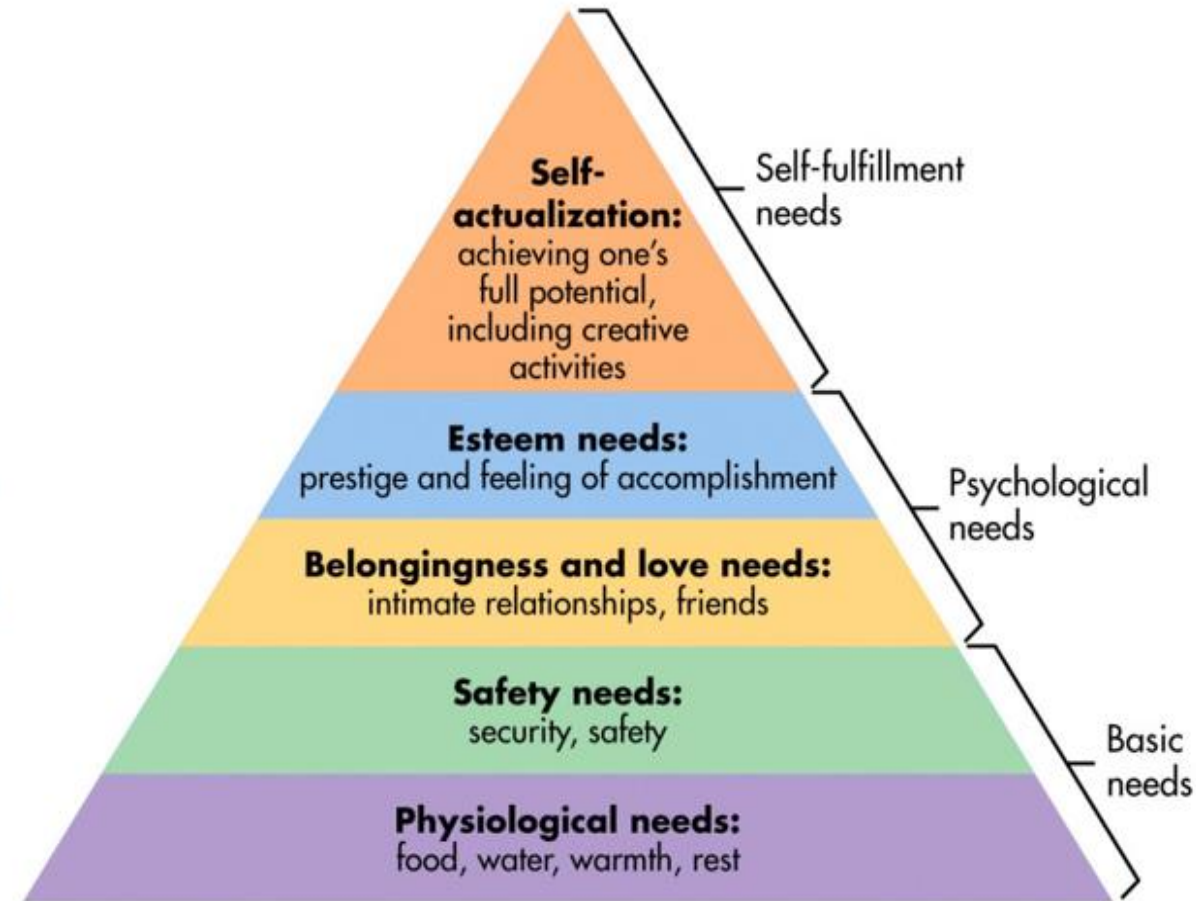 Self-
actualization:
achieving one's
full potential,
including creative
activities
Self-fulfillment
needs
Esteem needs:
prestige and feeling of accomplishment
Psychological
needs
Belongingness and love needs:
intimate relationships, friends
Safety needs:
security, safety
Basic
needs
Physiological needs:
food, water, warmth, rest